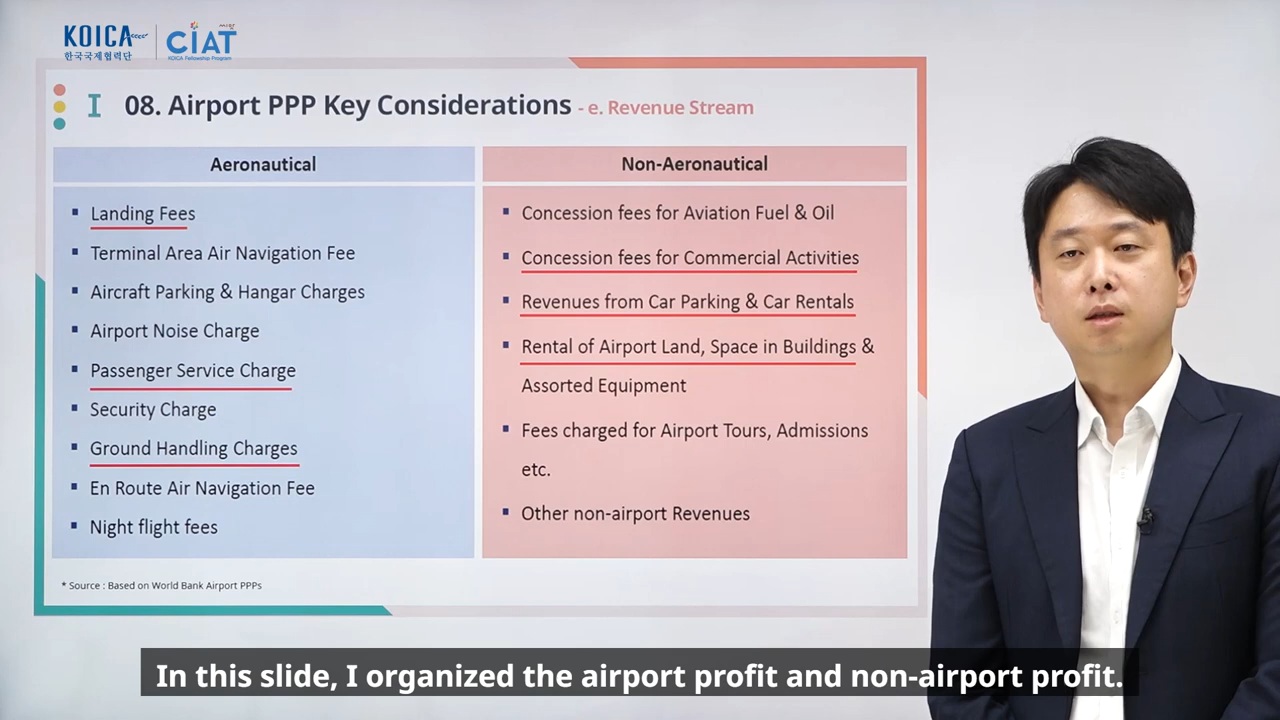 KOICA
한국국제협력단
CIAT
KOICA Fellowship Program
I 08. Airport PPP Key Considerations - e. Revenue Stream
Aeronautical
Landing Fees
Terminal Area Air Navigation Fee
Aircraft Parking & Hangar Charges
Airport Noise Charge
Passenger Service Charge
Security Charge
Ground Handling Charges
En Route Air Navigation Fee
Night flight fees
Non-Aeronautical
Concession fees for Aviation Fuel & Oil
Concession fees for Commercial Activities
Revenues from Car Parking & Car Rentals
Rental of Airport Land, Space in Buildings &
Assorted Equipment
Fees charged for Airport Tours, Admissions
etc.
Other non-airport Revenues
* Source : Based on World Bank Airport PPPs
In this slide, I organized the airport profit and non-airport profit.